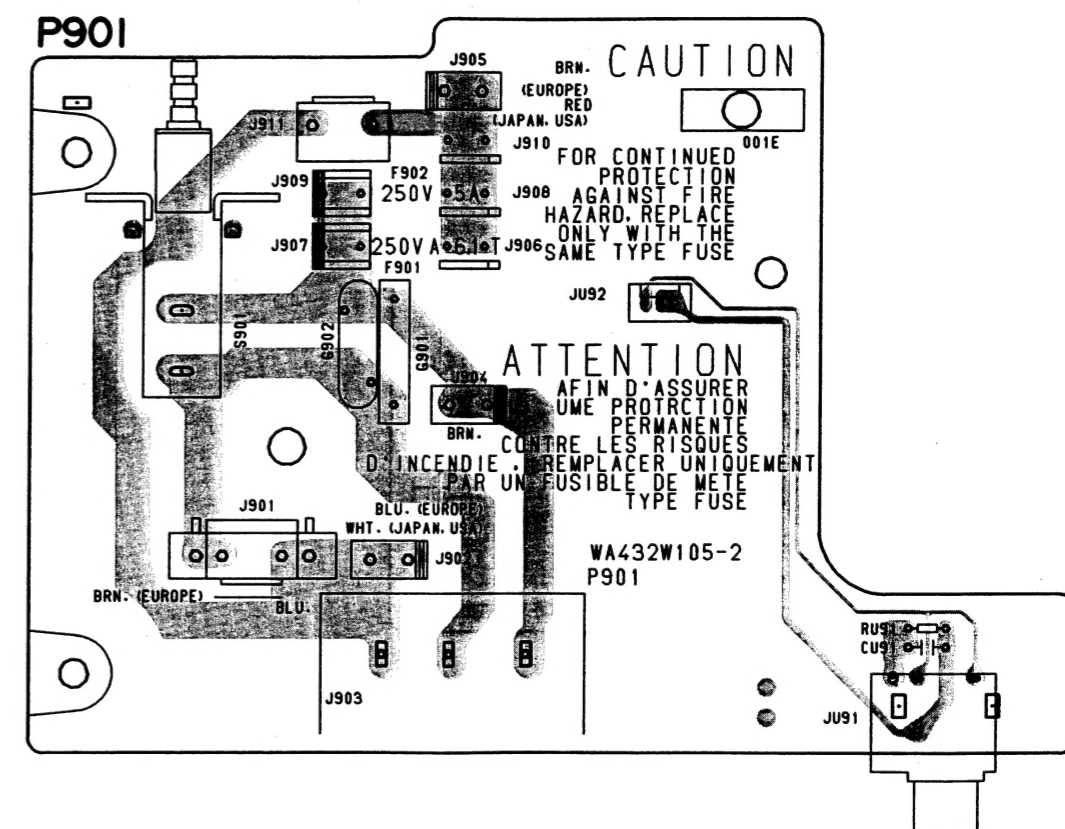 P901
J905
BRN.
(EUROPE)
RED
(JAPAN, USA)
CAUTION
001E
J911
J910
FOR CONTINUED
PROTECTION
AGAINST FIRE
HAZARD, REPLACE
ONLY WITH THE
SAME TYPE FUSE
J909
F902
250V 5A
J908
J907
250V A 6.1 T
J906
F901
JU92
S901
G902
G901
ATTENTION
AFIN D'ASSURER
UME PROTRCTION
PERMANENTE
CONTRE LES RISQUES
D'INCENDIE . REMPLACER UNIQUEMENT
PAR UN FUSIBLE DE METE
TYPE FUSE
J904
BRN.
J901
BLU. (EUROPE)
WHT. (JAPAN, USA)
WA432W105-2
P901
BRN. (EUROPE)
BLU.
J903
RU91
CU91
JU91